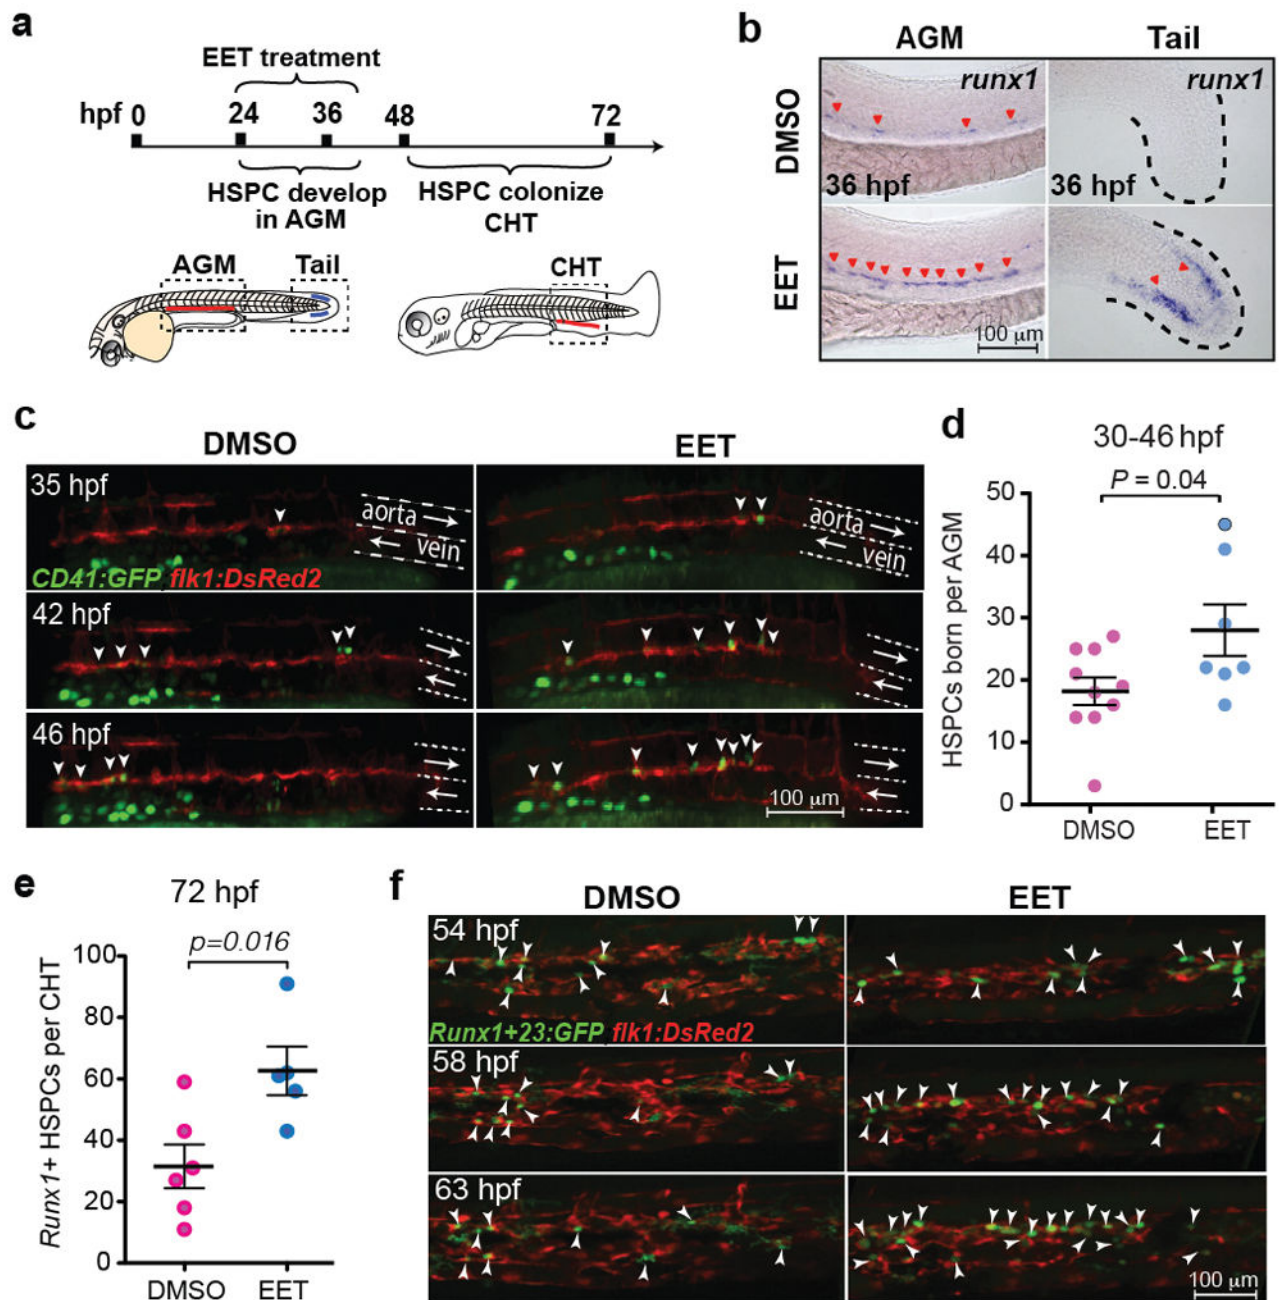 a
EET treatment
hpf 0 24 36 48 72
HSPC develop
in AGM
HSPC colonize
CHT
AGM
Tail
CHT
b
AGM Tail
DMSO
runx1
runx1
36 hpf
36 hpf
EET
100 µm
c
DMSO EET
35 hpf
aorta
vein
aorta
vein
CD41:GFP flk1:DsRed2
42 hpf
46 hpf
100 µm
d
30-46 hpf
P = 0.04
HSPCs born per AGM
50
40
30
20
10
0
DMSO EET
e
72 hpf
p=0.016
Runx1+ HSPCs per CHT
100
80
60
40
20
0
DMSO EET
f
DMSO EET
54 hpf
Runx1+23:GFP flk1:DsRed2
58 hpf
63 hpf
100 µm